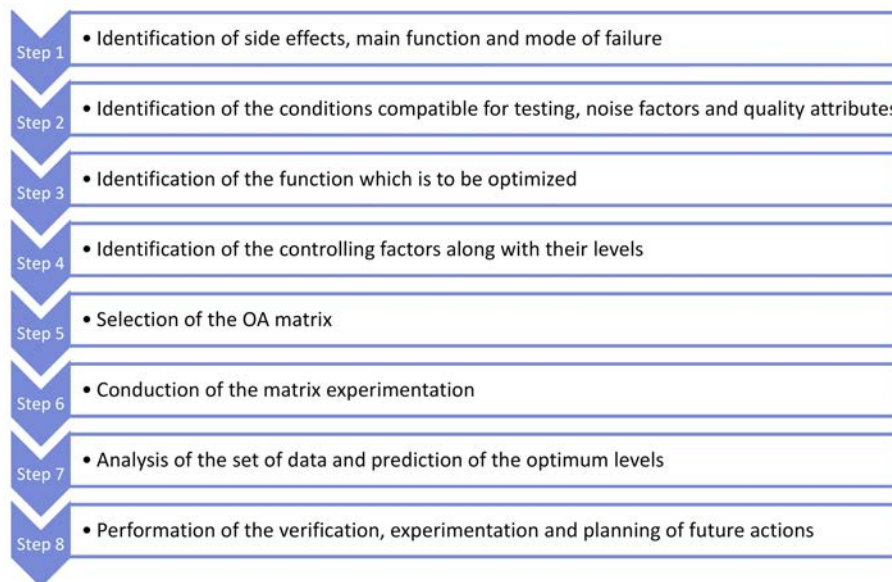 Step 1
• Identification of side effects, main function and mode of failure
Step 2
• Identification of the conditions compatible for testing, noise factors and quality attributes
Step 3
• Identification of the function which is to be optimized
Step 4
• Identification of the controlling factors along with their levels
Step 5
• Selection of the OA matrix
Step 6
• Conduction of the matrix experimentation
Step 7
• Analysis of the set of data and prediction of the optimum levels
Step 8
• Performation of the verification, experimentation and planning of future actions